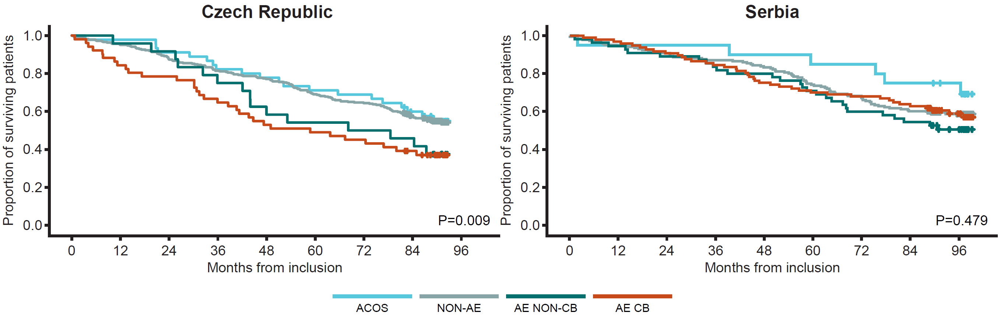 Czech Republic
Proportion of surviving patients
1.0
0.8
0.6
0.4
0.2
0.0
P=0.009
0 12 24 36 48 60 72 84 96
Months from inclusion
Serbia
Proportion of surviving patients
1.0
0.8
0.6
0.4
0.2
0.0
P=0.479
0 12 24 36 48 60 72 84 96
Months from inclusion
ACOS NON-AE AE NON-CB AE CB